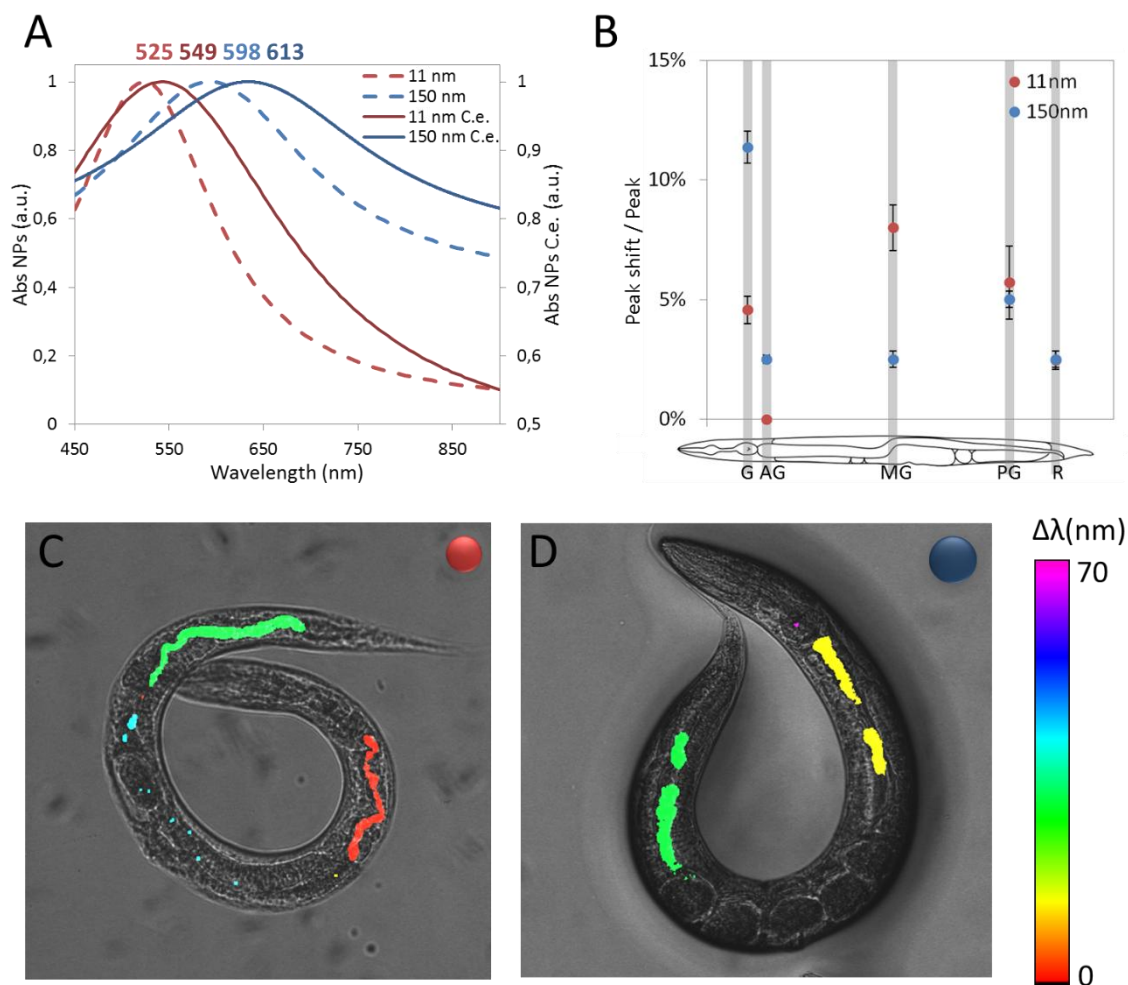 A
525 549 598 613
11 nm
150 nm
11 nm C.e.
150 nm C.e.
Abs NPs (a.u.)
1
0,8
0,6
0,4
0,2
0
1
0,9
0,8
0,7
0,6
0,5
Abs NPs C.e. (a.u.)
450 550 650 750 850
Wavelength (nm)
B
15%
10%
5%
0%
Peak shift / Peak
11nm
150nm
G AG MG PG R
C
D
Δλ(nm)
70
0